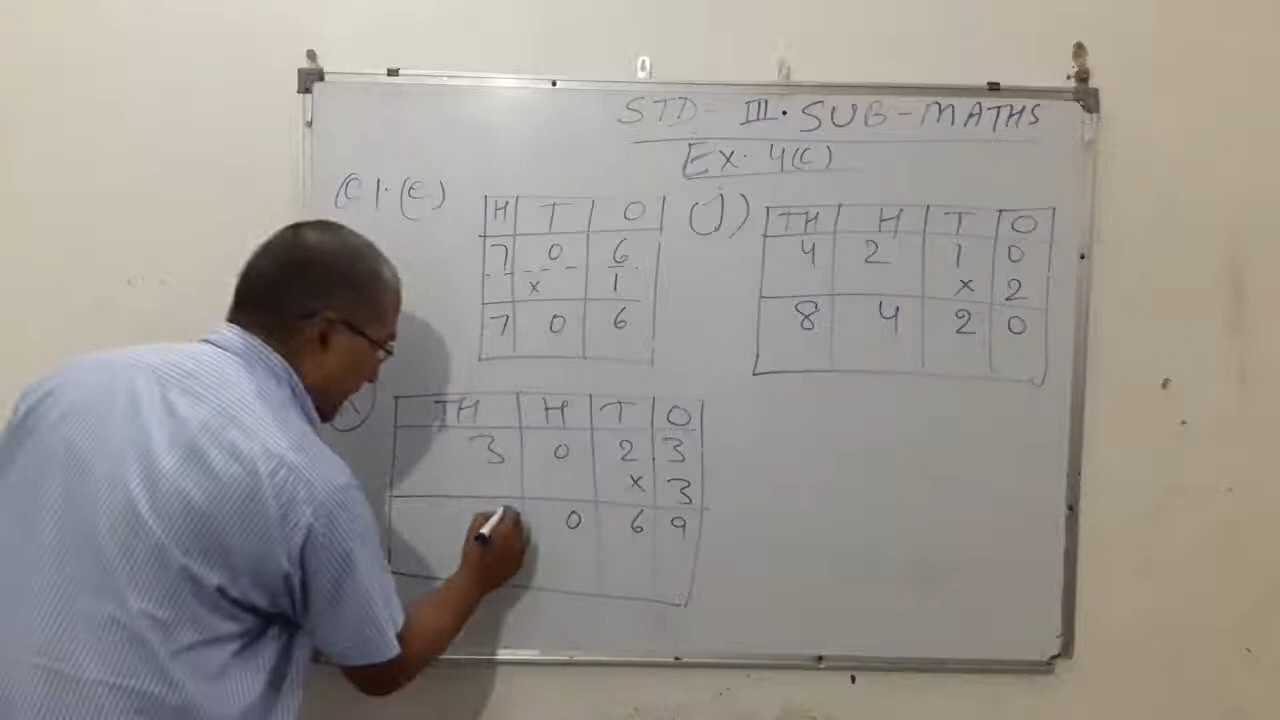 STD- III. SUB-MATHS
Ex. 4(C)
Q1. (e)
H T O
7 0 6
x 1
7 0 6
(j)
TH H T O
4 2 1 0
x 2
8 4 2 0
TH H T O
3 0 2 3
x 3
0 6 9